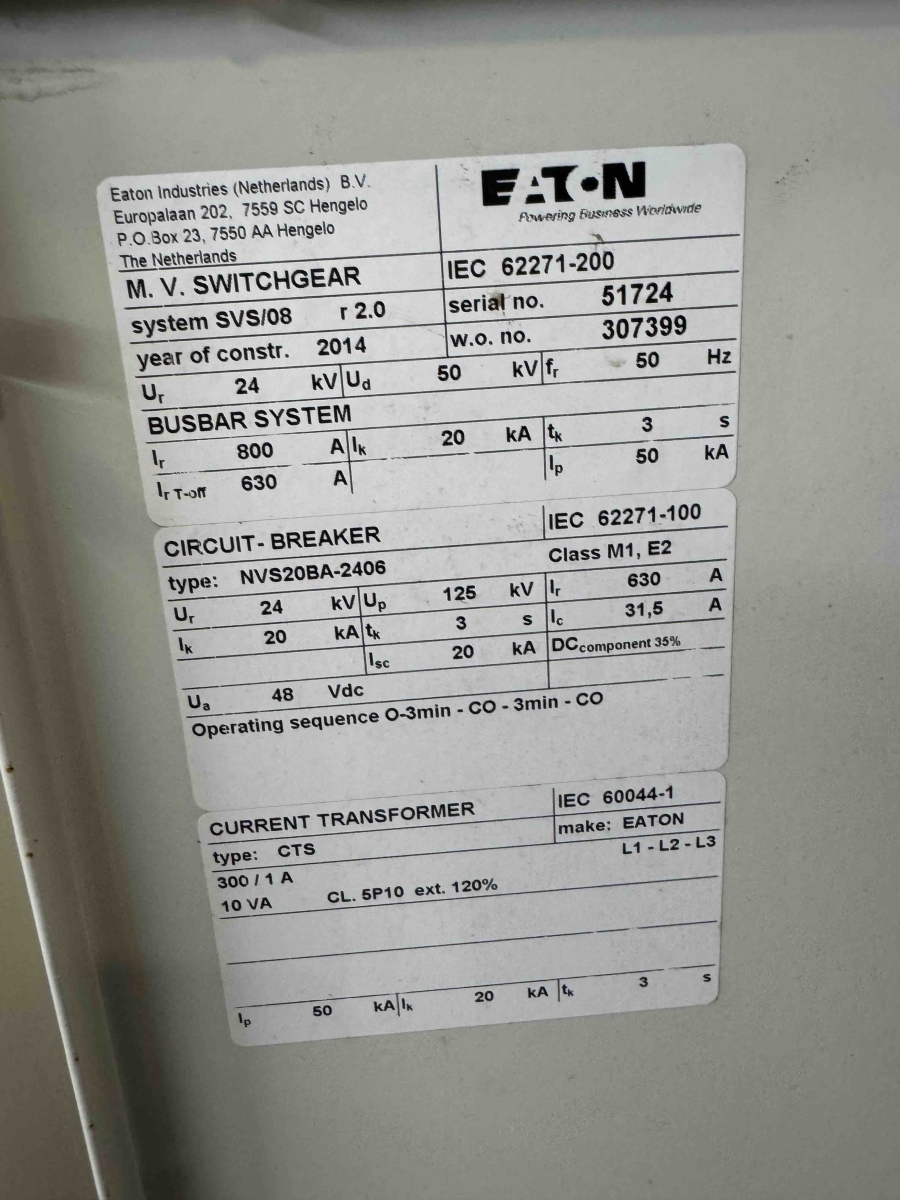 Eaton Industries (Netherlands) B.V.
Europalaan 202, 7559 SC Hengelo
P.O.Box 23, 7550 AA Hengelo
The Netherlands
EATON
Powering Business Worldwide
M. V. SWITCHGEAR IEC 62271-200
system SVS/08 r 2.0 serial no. 51724
year of constr. 2014 w.o. no. 307399
Ur 24 kV Ud 50 kV fr 50 Hz
BUSBAR SYSTEM
Ir 800 A Ik 20 kA tk 3 s
Ir T-off 630 A Ip 50 kA
CIRCUIT- BREAKER IEC 62271-100
type: NVS20BA-2406 Class M1, E2
Ur 24 kV Up 125 kV Ir 630 A
Ik 20 kA tk 3 s Ic 31,5 A
Isc 20 kA DCcomponent 35%
Ua 48 Vdc
Operating sequence O-3min - CO - 3min - CO
CURRENT TRANSFORMER IEC 60044-1
type: CTS make: EATON
300 / 1 A L1 - L2 - L3
10 VA CL. 5P10 ext. 120%
Ip 50 kA Ik 20 kA tk 3 s